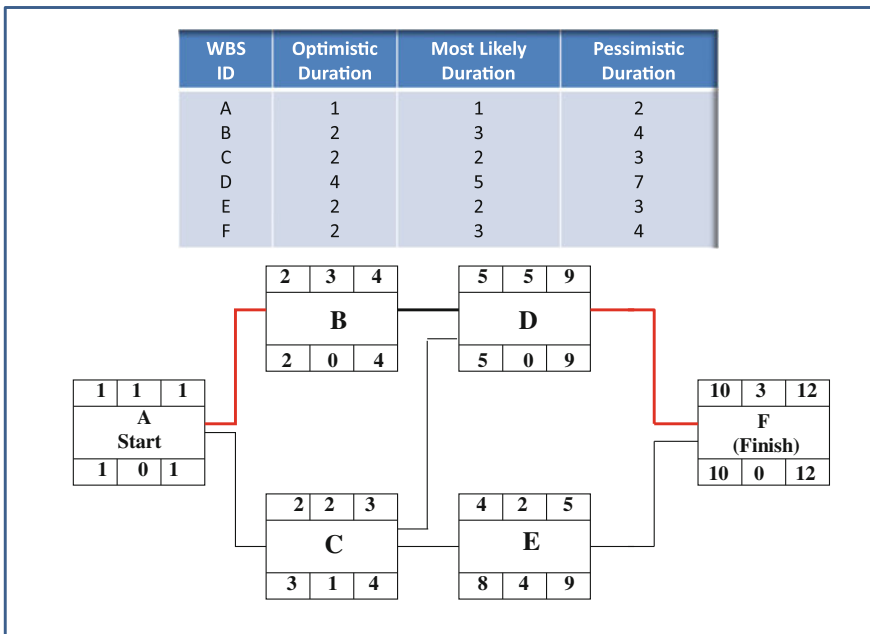 WBS ID Optimistic Duration Most Likely Duration Pessimistic Duration
A 1 1 2
B 2 3 4
C 2 2 3
D 4 5 7
E 2 2 3
F 2 3 4
2 3 4
B
2 0 4
5 5 9
D
5 0 9
1 1 1
A
Start
1 0 1
10 3 12
F
(Finish)
10 0 12
2 2 3
C
3 1 4
4 2 5
E
8 4 9